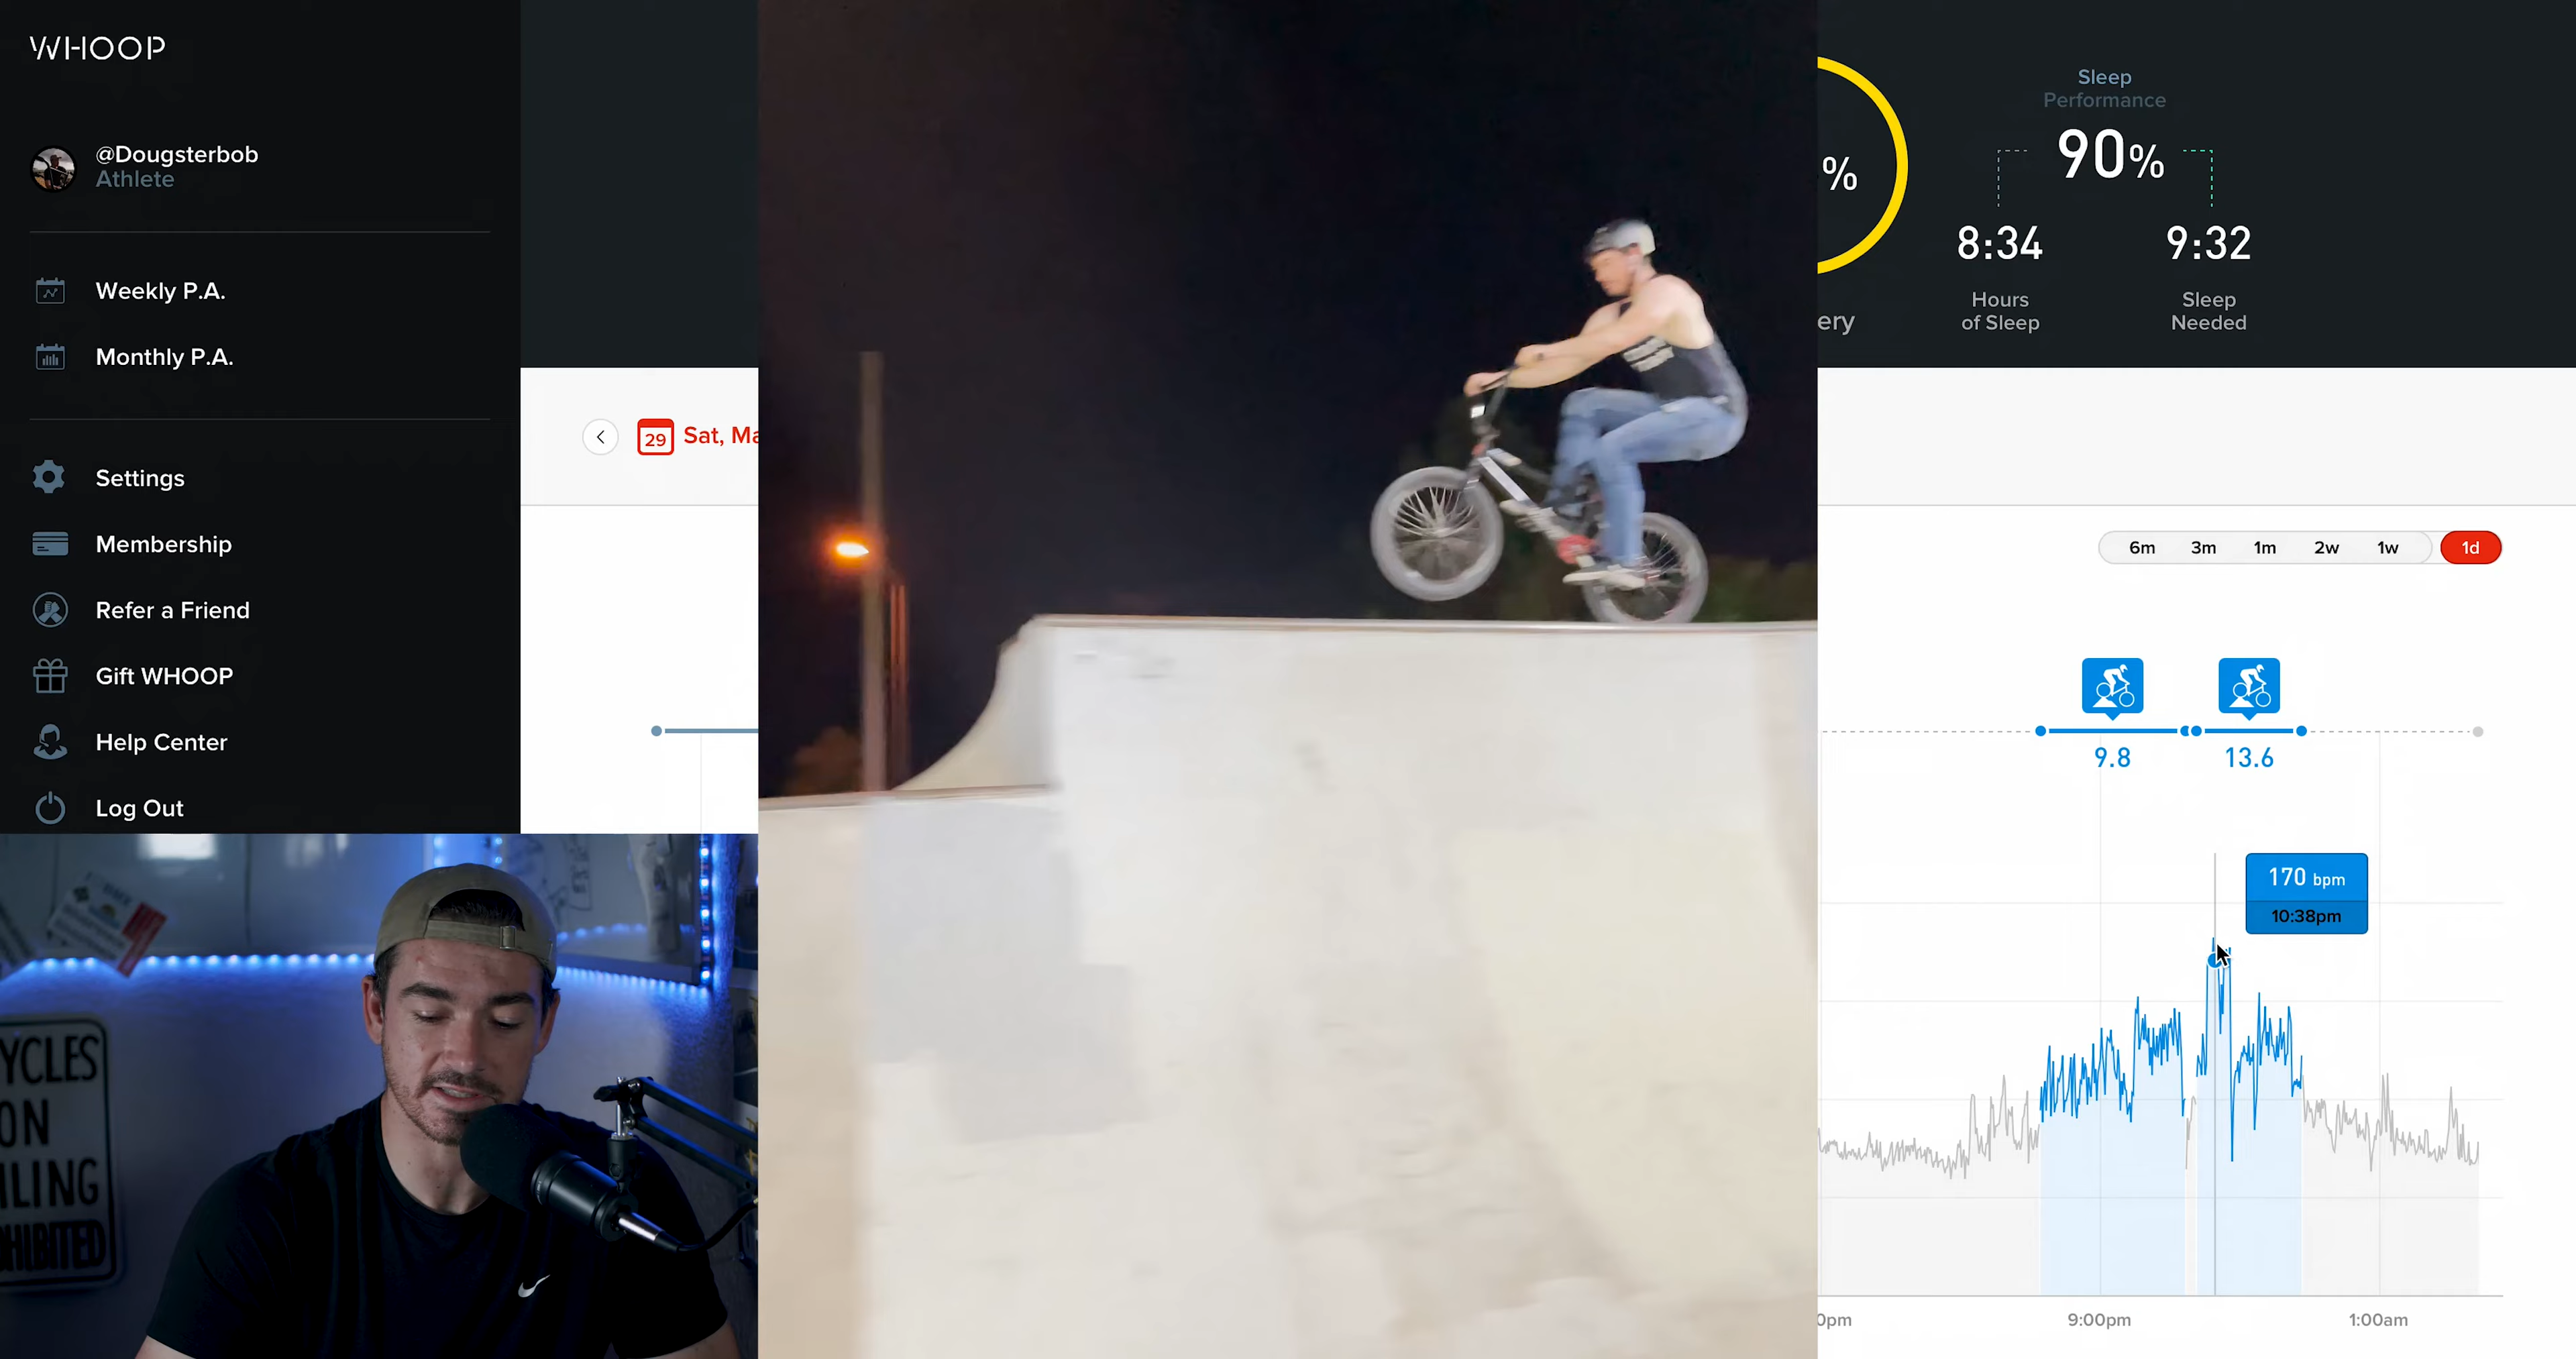 WHOOP
@Dougsterbob
Athlete
Weekly P.A.
Monthly P.A.
Settings
Membership
Refer a Friend
Gift WHOOP
Help Center
Log Out
29 Sat, Ma
%
ery
Sleep
Performance
90%
8:34
9:32
Hours
of Sleep
Sleep
Needed
6m 3m 1m 2w 1w 1d
9.8
13.6
170 bpm
10:38pm
0pm
9:00pm
1:00am
YCLES
ON
ILING
HIBITED